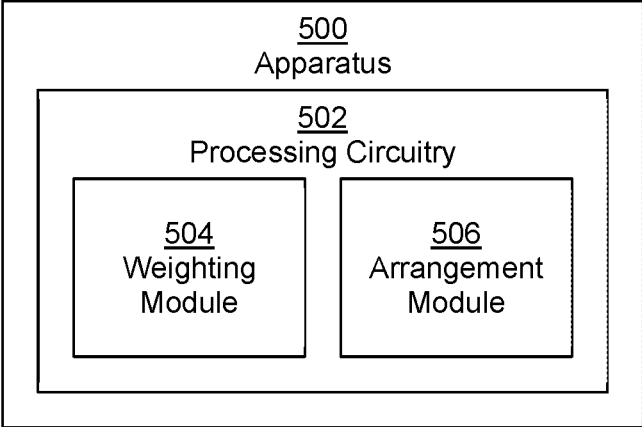 500
Apparatus
502
Processing Circuitry
504
Weighting
Module
506
Arrangement
Module